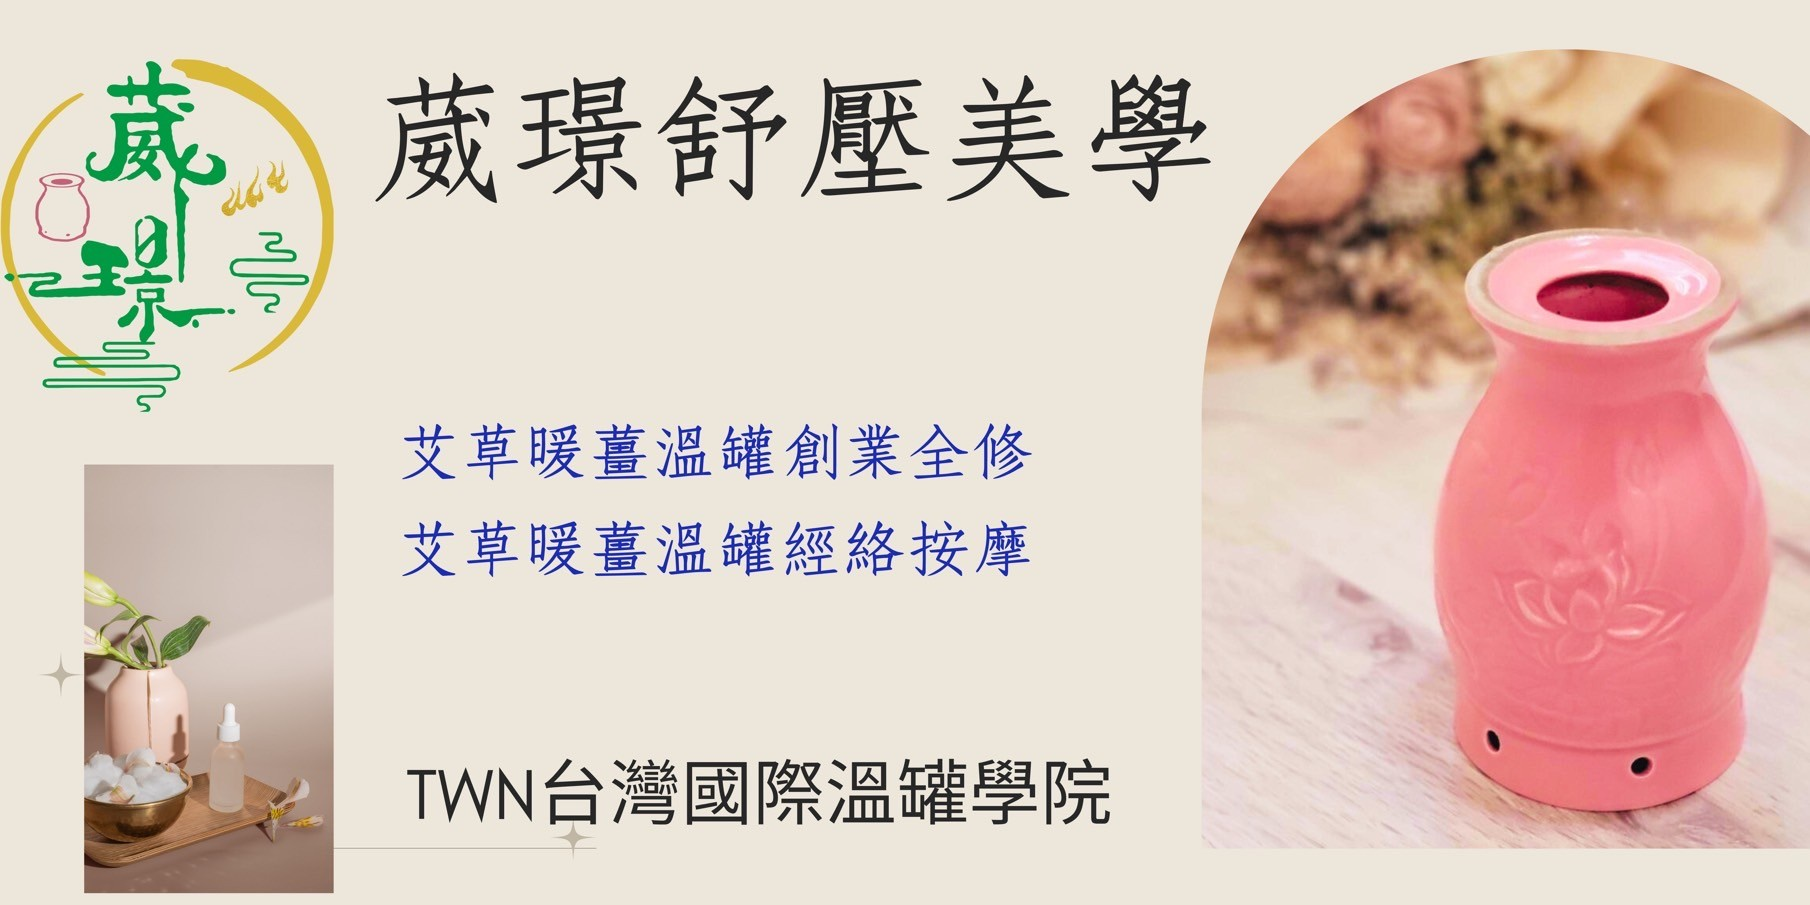 葳璟
葳璟舒壓美學
艾草暖薑溫罐創業全修
艾草暖薑溫罐經絡按摩
TWN台灣國際溫罐學院